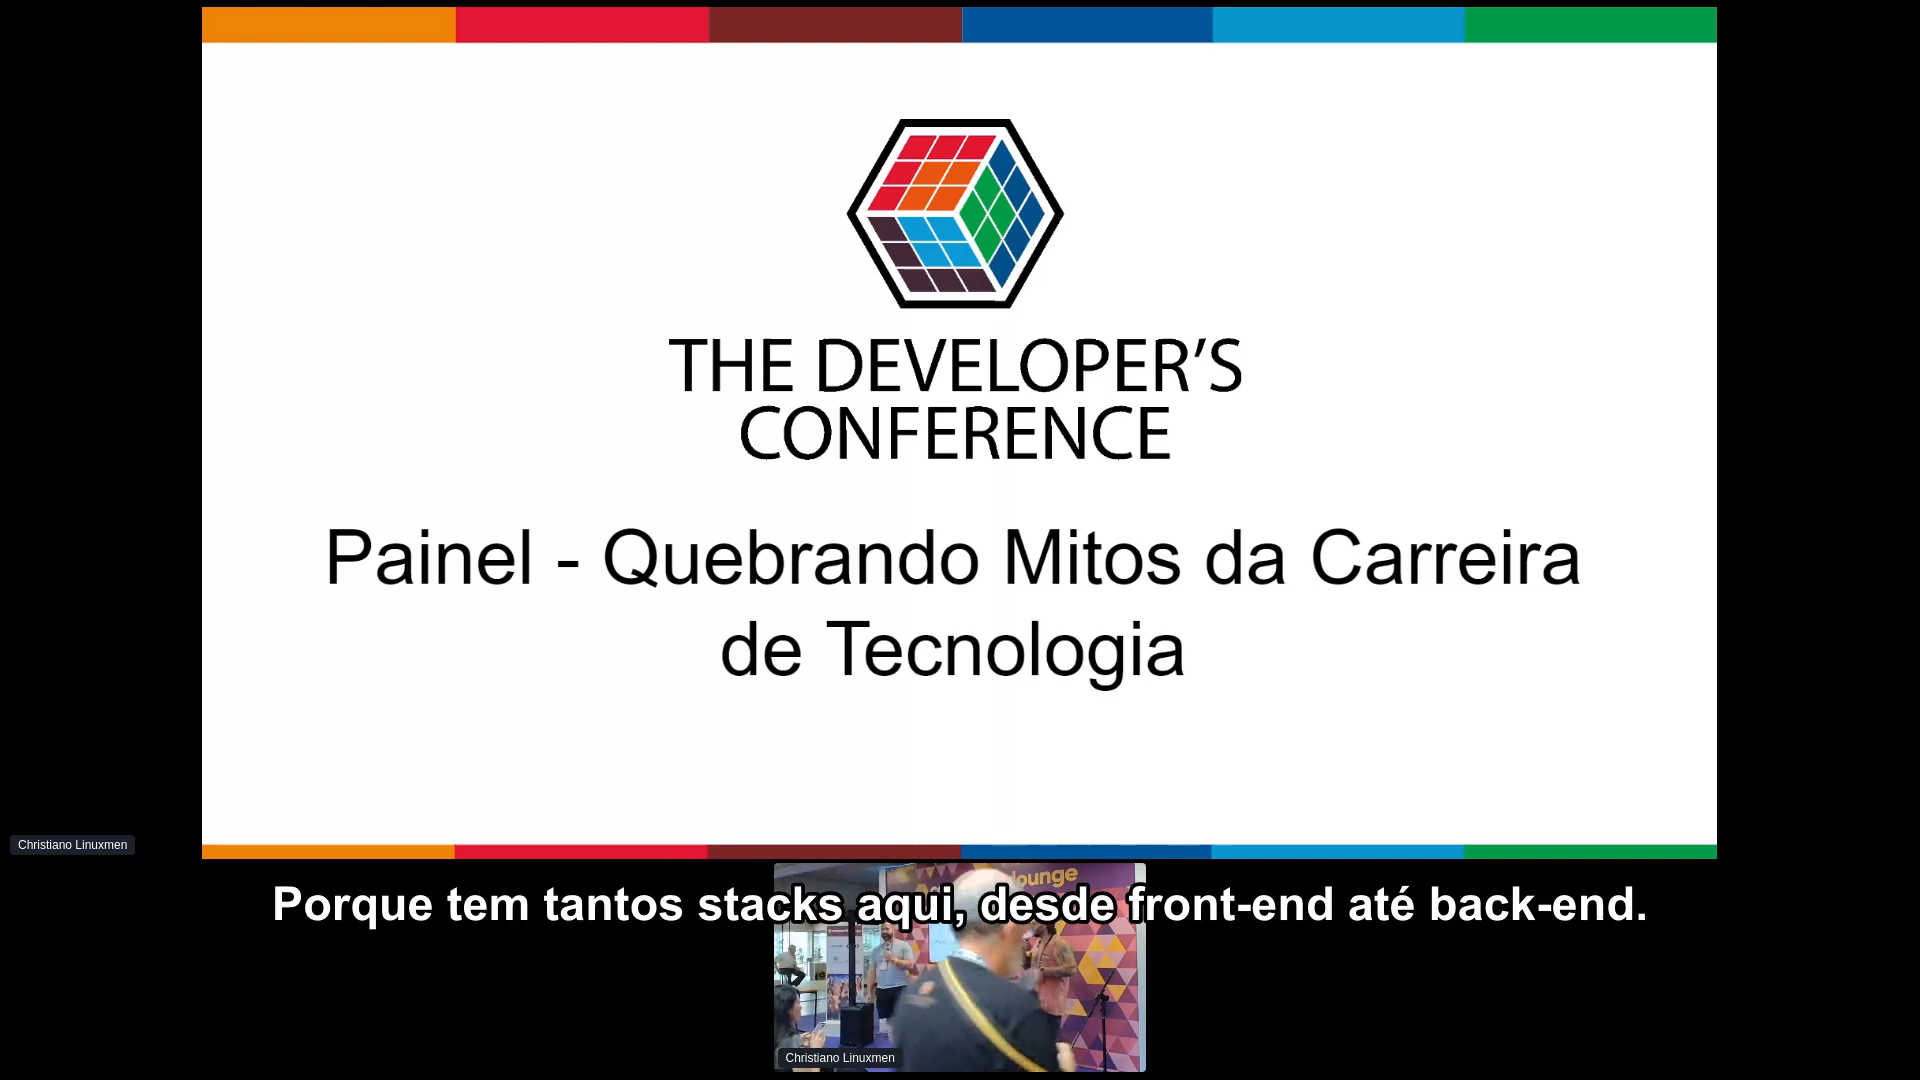 THE DEVELOPER'S
CONFERENCE
Painel - Quebrando Mitos da Carreira
de Tecnologia
Christiano Linuxmen
lounge
Porque tem tantos stacks aqui, desde front-end até back-end.
Christiano Linuxmen